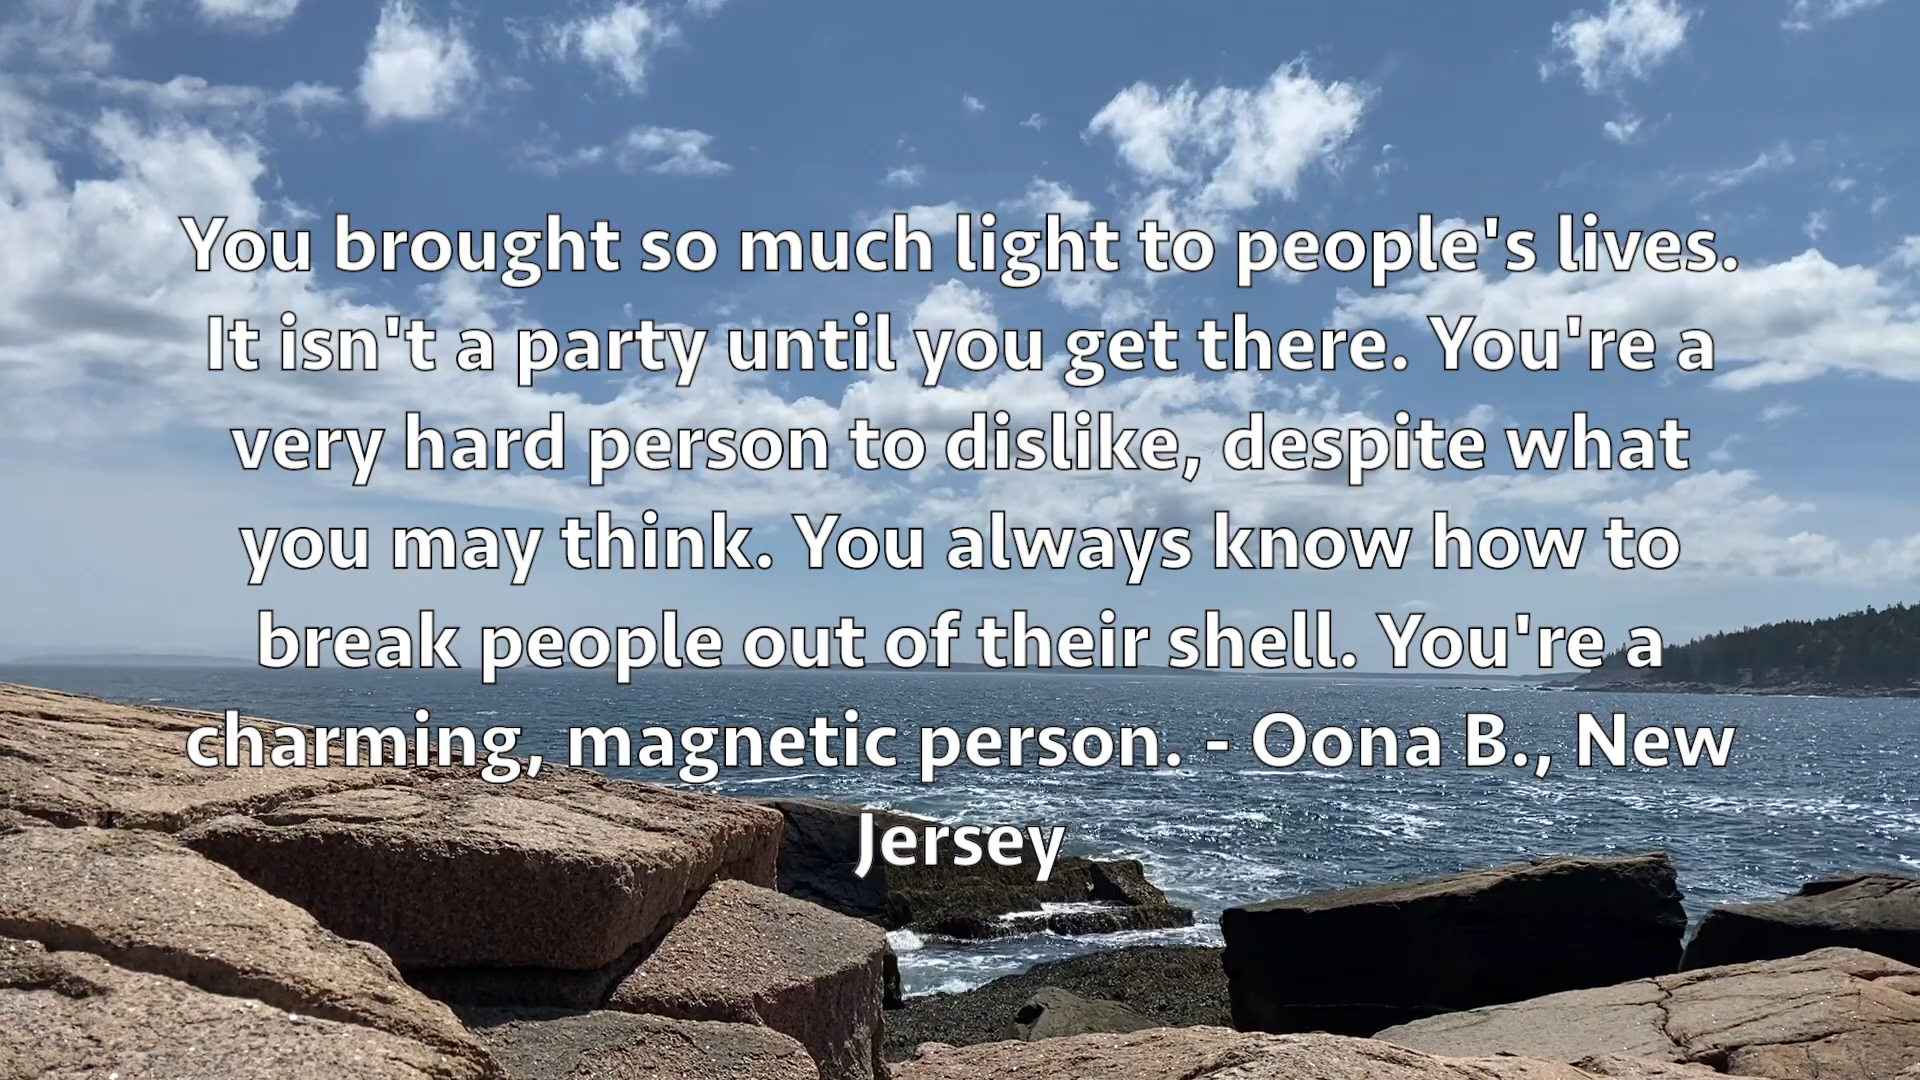 You brought so much light to people's lives.
It isn't a party until you get there. You're a
very hard person to dislike, despite what
you may think. You always know how to
break people out of their shell. You're a
charming, magnetic person. - Oona B., New
Jersey